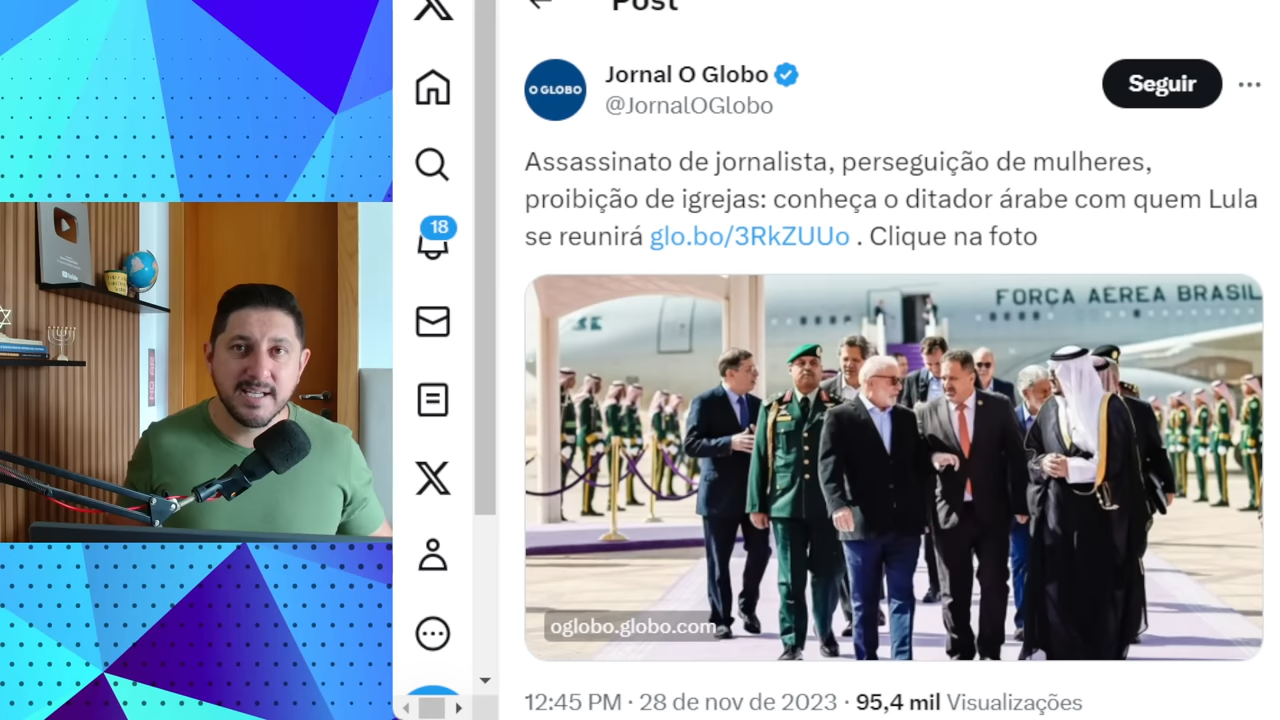 Post
Jornal O Globo
@JornalOGlobo
O GLOBO
Seguir
18
Assassinato de jornalista, perseguição de mulheres,
proibição de igrejas: conheça o ditador árabe com quem Lula
se reunirá glo.bo/3RkZUUo . Clique na foto
FORÇA AEREA BRASIL
oglobo.globo.com
12:45 PM · 28 de nov de 2023 · 95,4 mil Visualizações